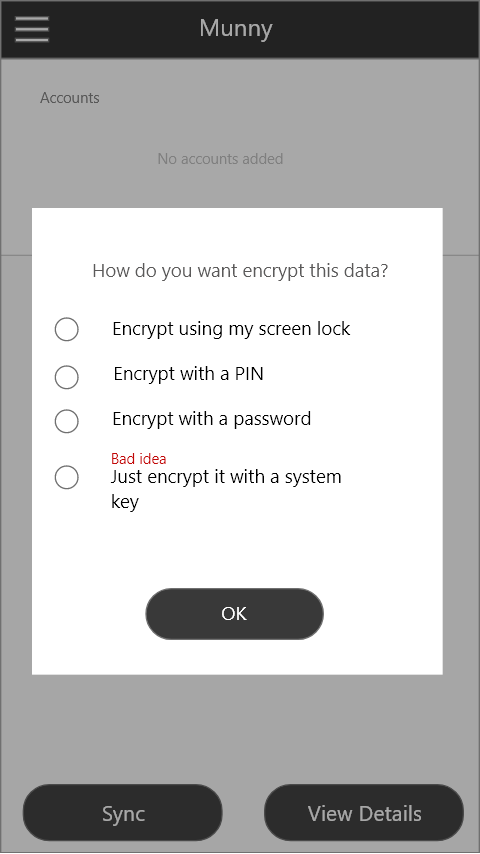 Munny
Accounts
No accounts added
How do you want encrypt this data?
Encrypt using my screen lock
Encrypt with a PIN
Encrypt with a password
Bad idea
Just encrypt it with a system
key
OK
Sync
View Details